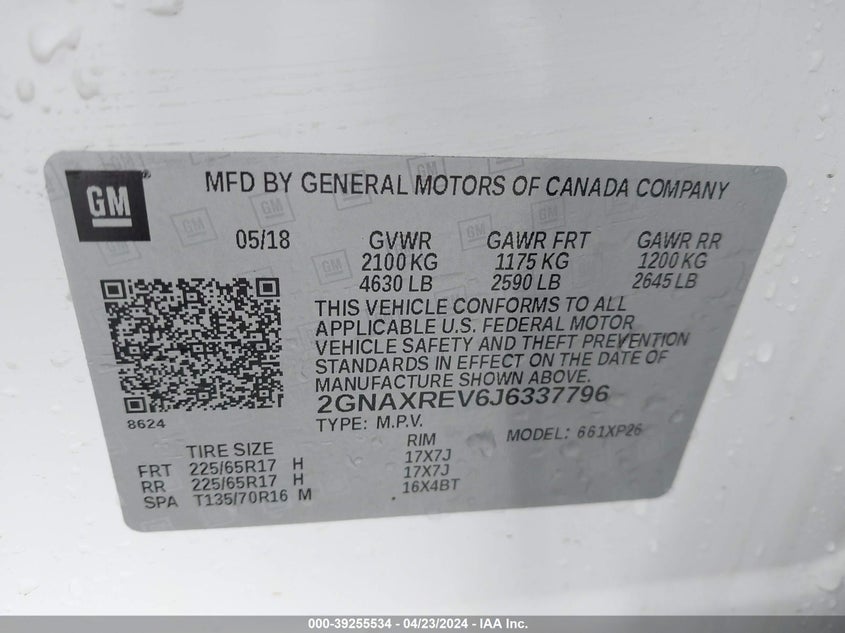 GM MFD BY GENERAL MOTORS OF CANADA COMPANY
05/18 GVWR GAWR FRT GAWR RR
2100 KG 1175 KG 1200 KG
4630 LB 2590 LB 2645 LB
THIS VEHICLE CONFORMS TO ALL
APPLICABLE U.S. FEDERAL MOTOR
VEHICLE SAFETY AND THEFT PREVENTION
STANDARDS IN EFFECT ON THE DATE OF
MANUFACTURE SHOWN ABOVE.
2GNAXREV6J6337796
8624 TYPE: M.P.V. MODEL: 661XP26
TIRE SIZE RIM
FRT 225/65R17 H 17X7J
RR 225/65R17 H 17X7J
SPA T135/70R16 M 16X4BT
000-39255534 / 04/23/2024 - IAA Inc.